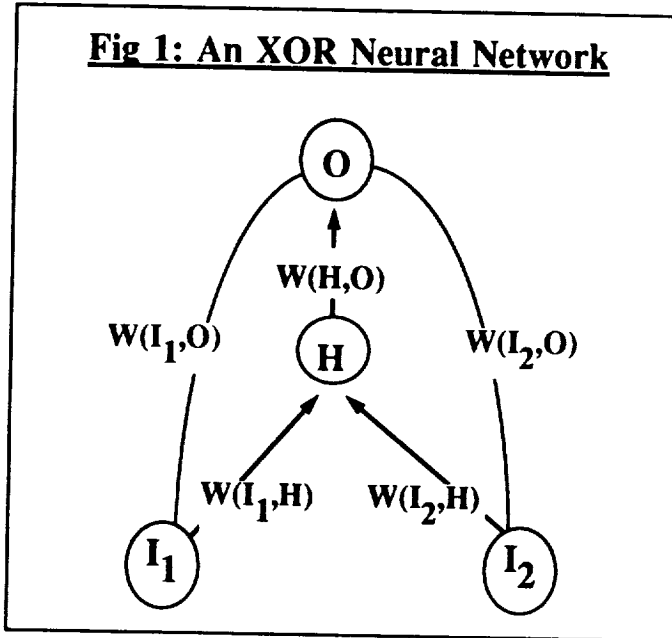 Fig 1: An XOR Neural Network
O
W(H,O)
W(I1,O)
H
W(I2,O)
W(I1,H)
W(I2,H)
I1
I2